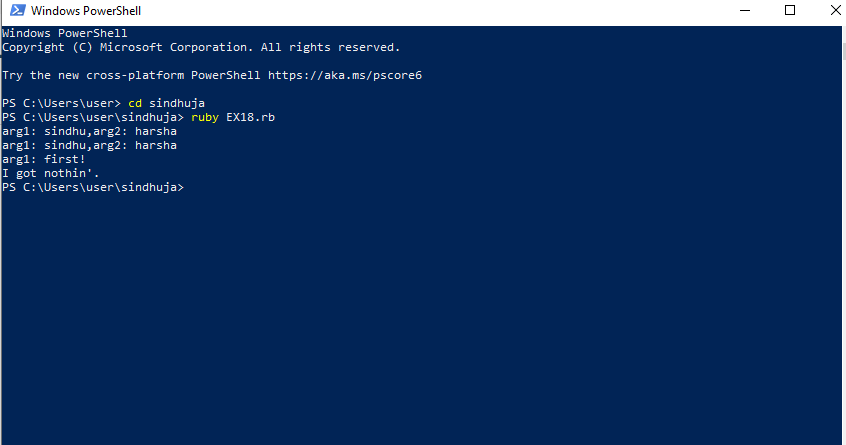 Windows PowerShell
Windows PowerShell
Copyright (C) Microsoft Corporation. All rights reserved.
Try the new cross-platform PowerShell https://aka.ms/pscore6
PS C:\Users\user> cd sindhuja
PS C:\Users\user\sindhuja> ruby EX18.rb
arg1: sindhu,arg2: harsha
arg1: sindhu,arg2: harsha
arg1: first!
I got nothin'.
PS C:\Users\user\sindhuja>